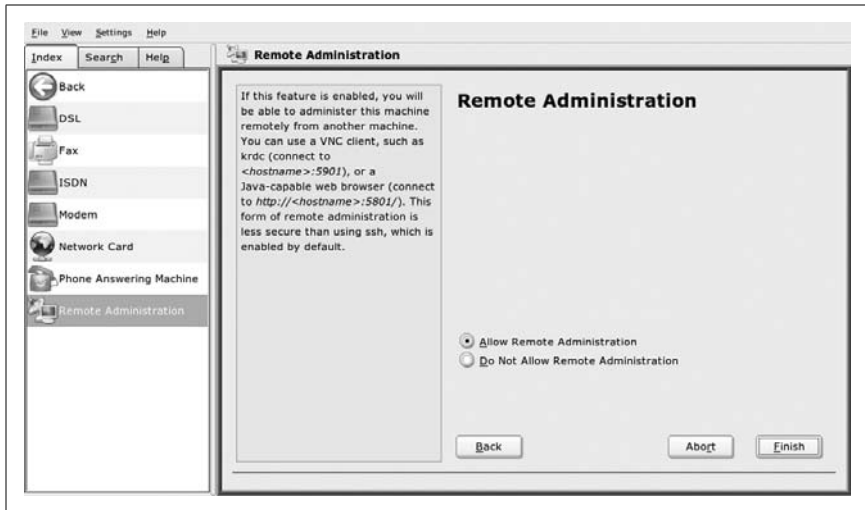 File View Settings Help
Index Search Help
Remote Administration
Back
DSL
Fax
ISDN
Modem
Network Card
Phone Answering Machine
Remote Administration
If this feature is enabled, you will
be able to administer this machine
remotely from another machine.
You can use a VNC client, such as
krdc (connect to
<hostname>:5901), or a
Java-capable web browser (connect
to http://<hostname>:5801/). This
form of remote administration is
less secure than using ssh, which is
enabled by default.
Remote Administration
Allow Remote Administration
Do Not Allow Remote Administration
Back Abort Finish